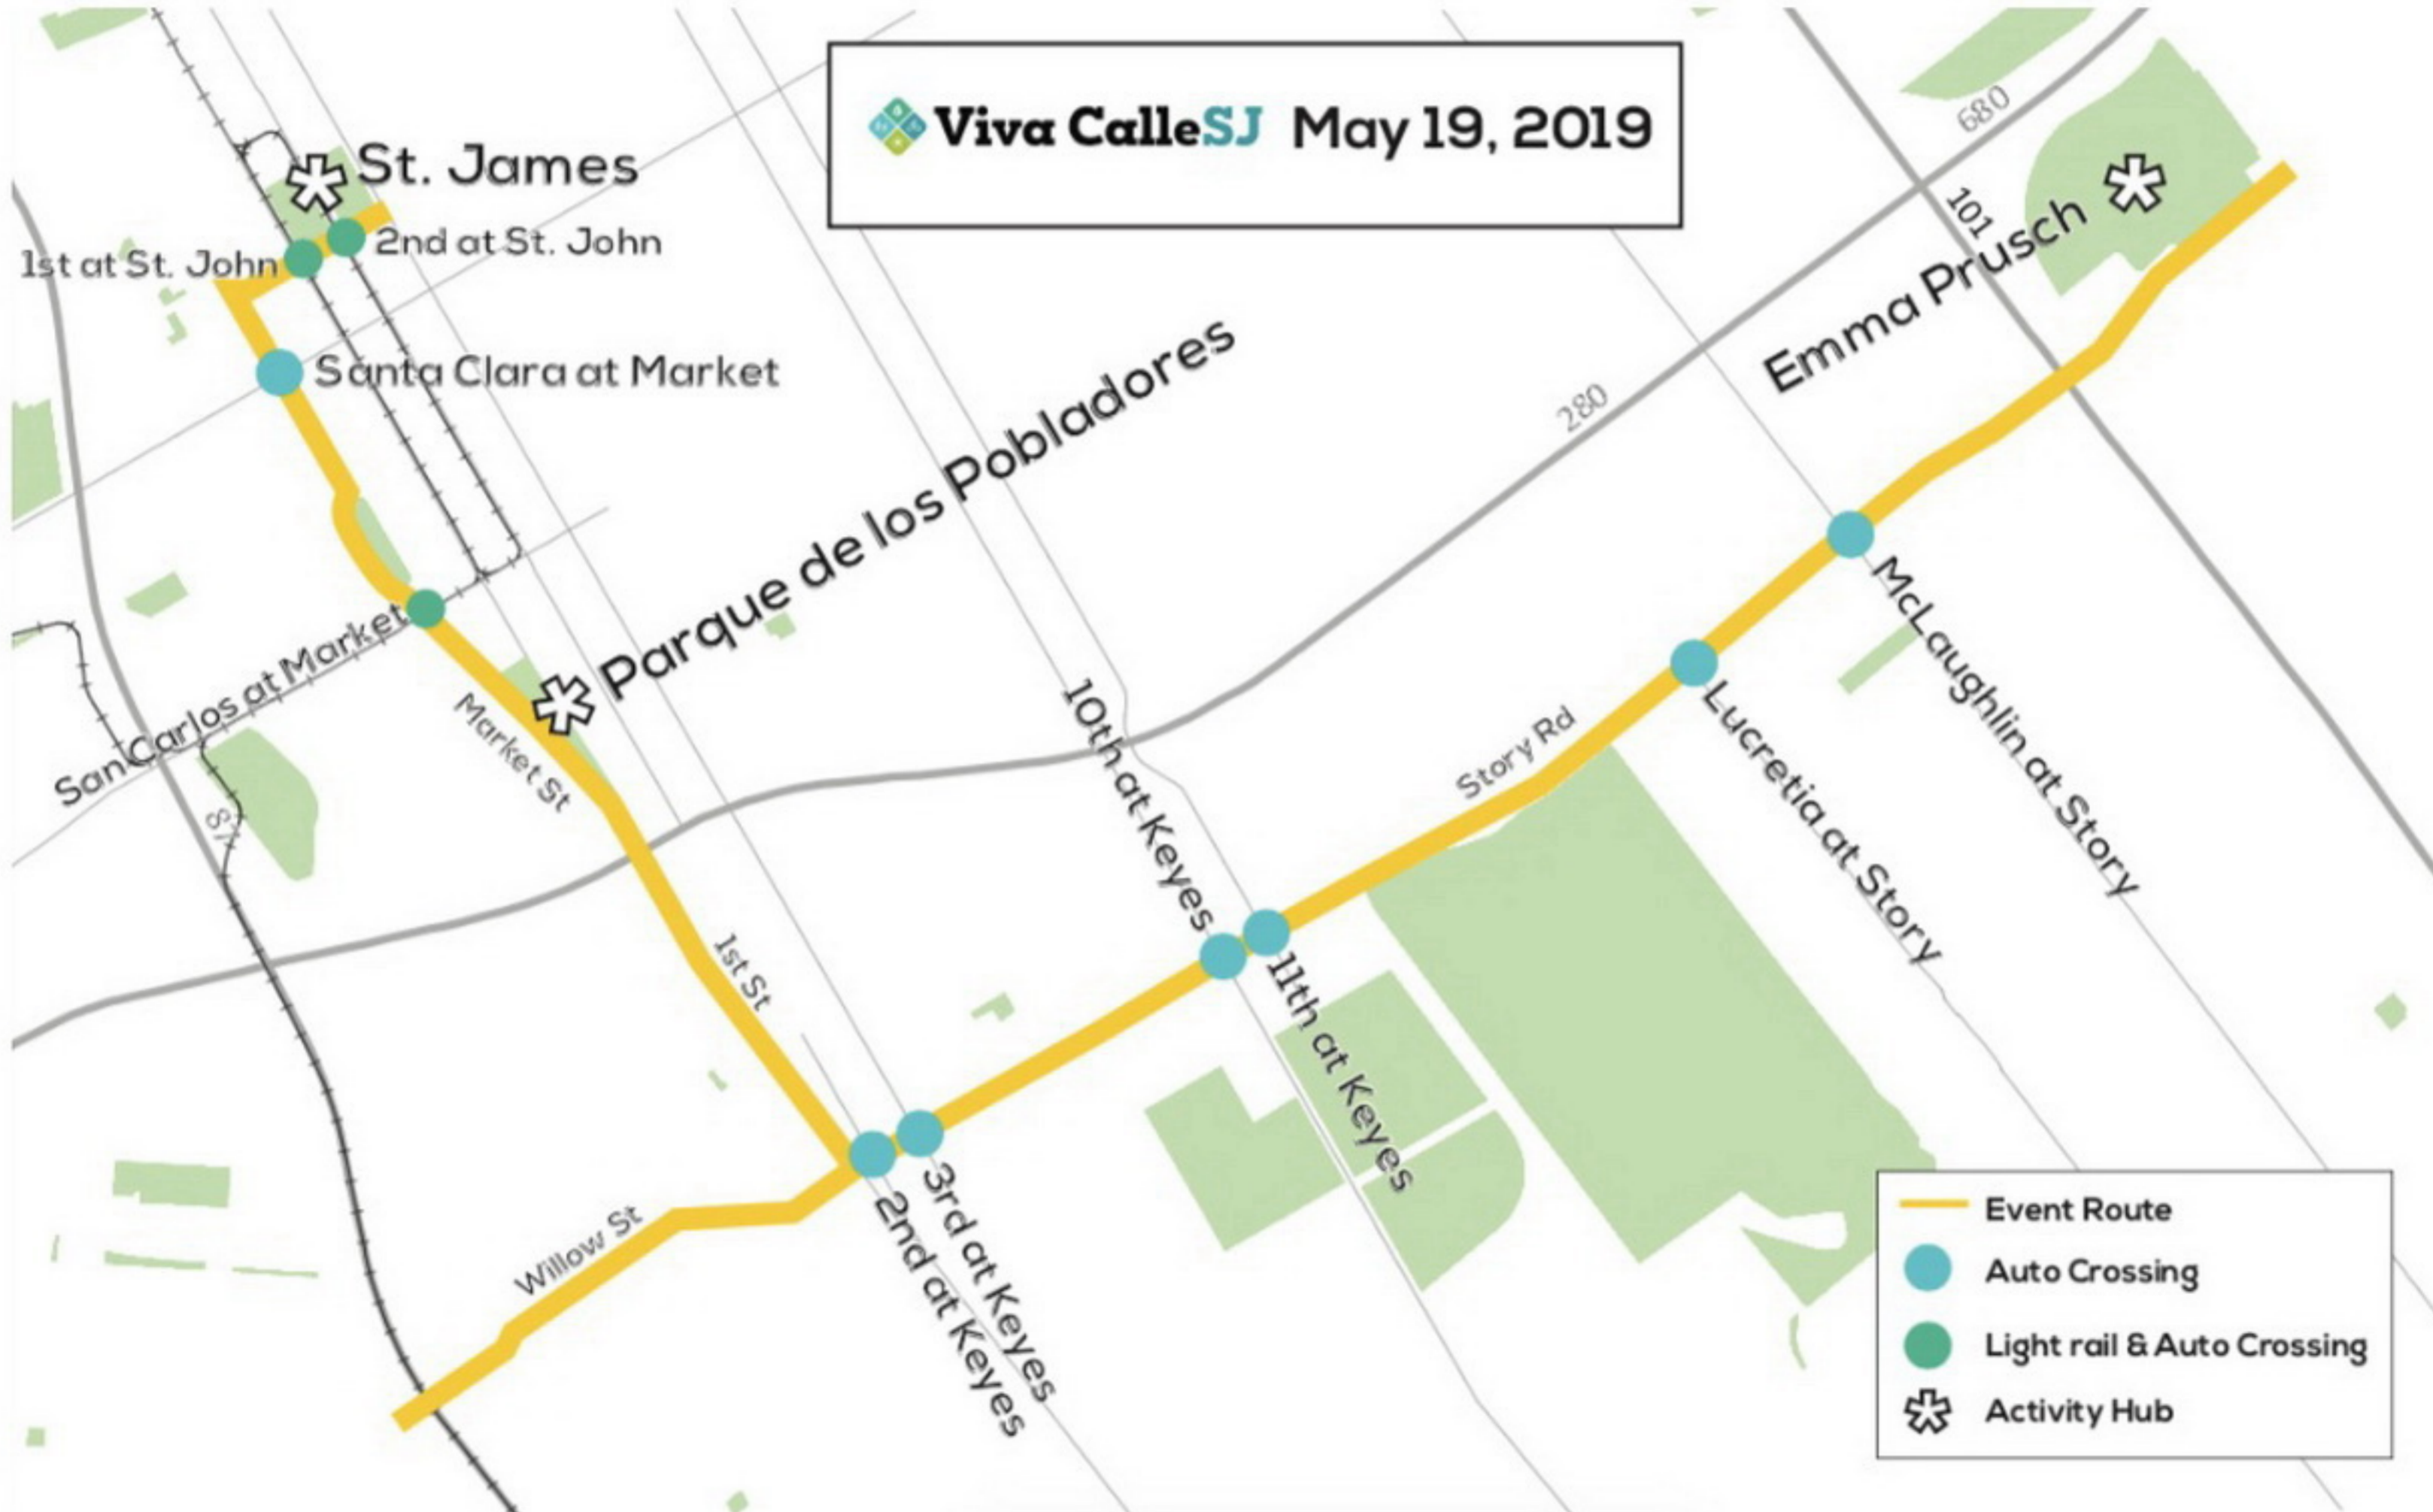 Viva CalleSJ May 19, 2019
St. James
2nd at St. John
1st at St. John
Santa Clara at Market
Parque de los Pobladores
San Carlos at Market
Market St
87
280
680
101
Emma Prusch
10th at Keyes
Story Rd
McLaughlin at Story
Lucretia at Story
1st St
11th at Keyes
3rd at Keyes
2nd at Keyes
Willow St
Event Route
Auto Crossing
Light rail & Auto Crossing
Activity Hub